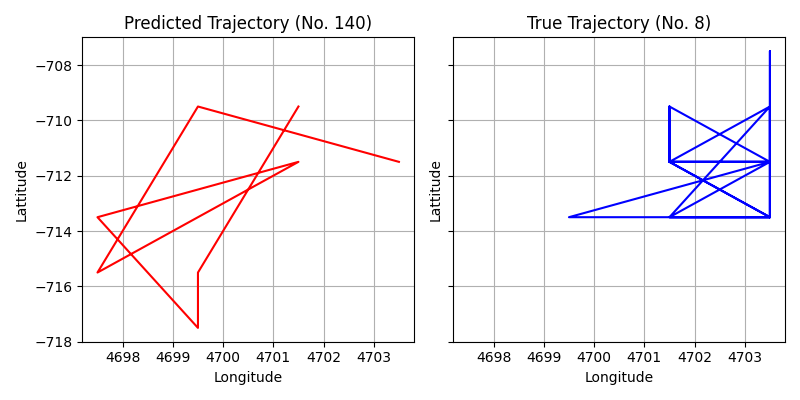 Predicted Trajectory (No. 140)
True Trajectory (No. 8)
−708
−710
−712
−714
−716
−718
Lattitude
Lattitude
4698 4699 4700 4701 4702 4703
4698 4699 4700 4701 4702 4703
Longitude
Longitude